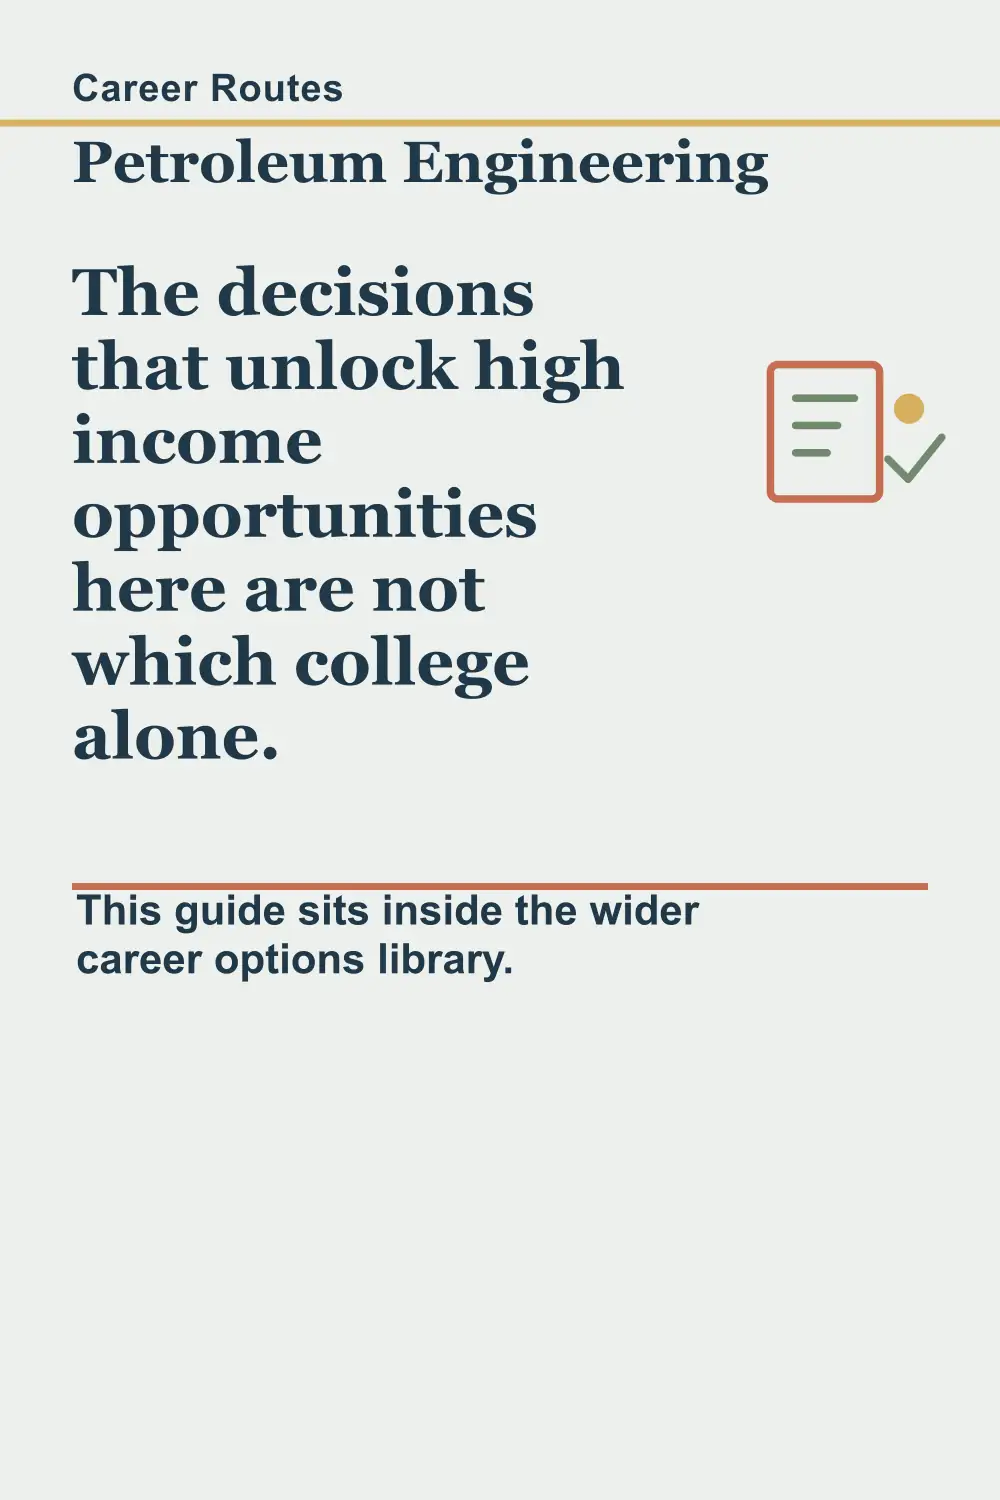 Career Routes
Petroleum Engineering
The decisions
that unlock high
income
opportunities
here are not
which college
alone.
This guide sits inside the wider
career options library.